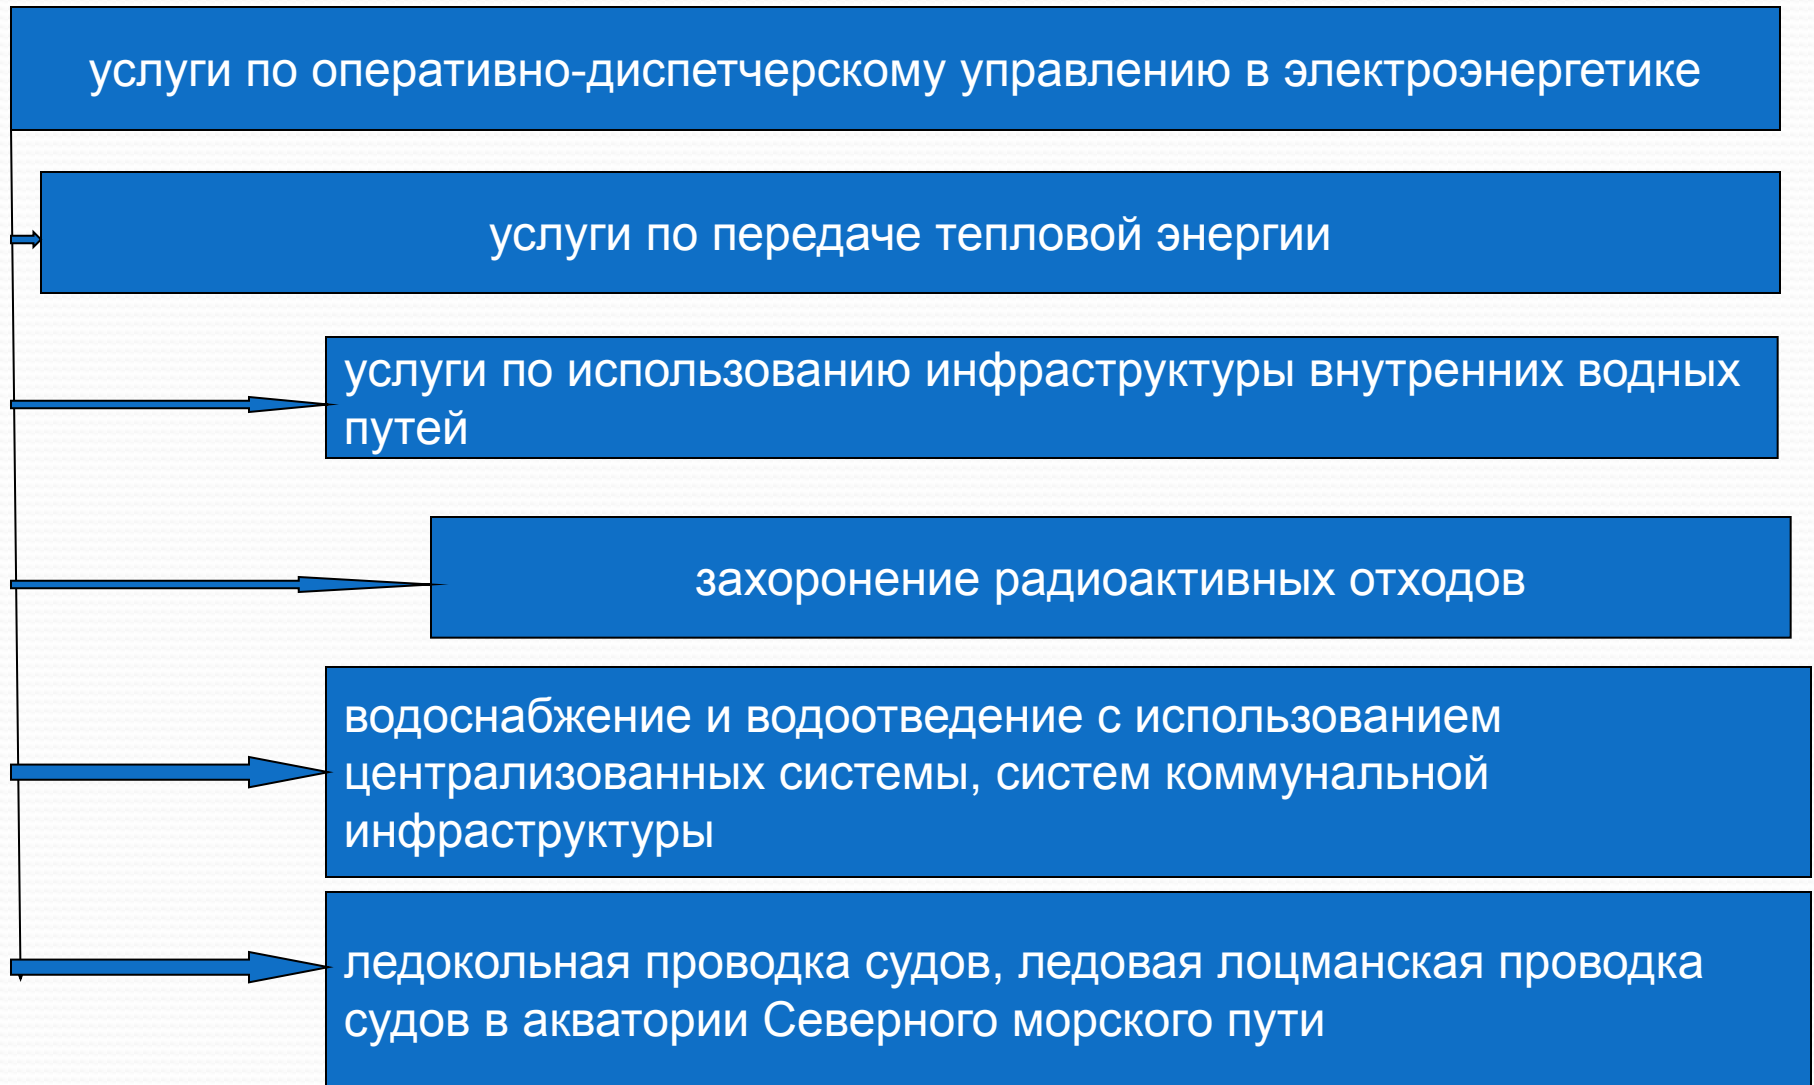 услуги по оперативно-диспетчерскому управлению в электроэнергетике
услуги по передаче тепловой энергии
услуги по использованию инфраструктуры внутренних водных
путей
захоронение радиоактивных отходов
водоснабжение и водоотведение с использованием
централизованных системы, систем коммунальной
инфраструктуры
ледокольная проводка судов, ледовая лоцманская проводка
судов в акватории Северного морского пути